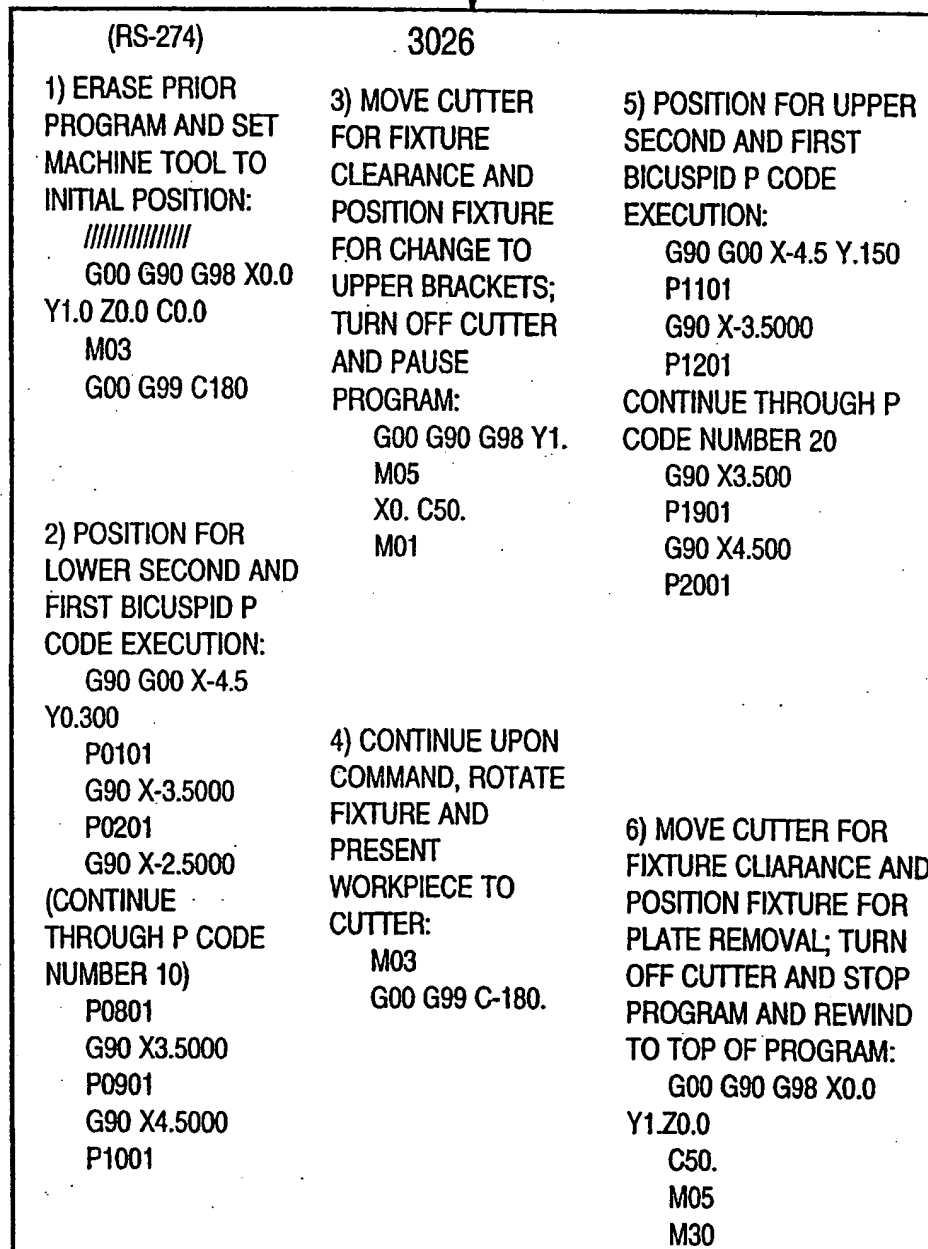 (RS-274)
3026
1) ERASE PRIOR
PROGRAM AND SET
MACHINE TOOL TO
INITIAL POSITION:
////////////////
G00 G90 G98 X0.0
Y1.0 Z0.0 C0.0
M03
G00 G99 C180
2) POSITION FOR
LOWER SECOND AND
FIRST BICUSPID P
CODE EXECUTION:
G90 G00 X-4.5
Y0.300
P0101
G90 X-3.5000
P0201
G90 X-2.5000
(CONTINUE
THROUGH P CODE
NUMBER 10)
P0801
G90 X3.5000
P0901
G90 X4.5000
P1001
3) MOVE CUTTER
FOR FIXTURE
CLEARANCE AND
POSITION FIXTURE
FOR CHANGE TO
UPPER BRACKETS;
TURN OFF CUTTER
AND PAUSE
PROGRAM:
G00 G90 G98 Y1.
M05
X0. C50.
M01
4) CONTINUE UPON
COMMAND, ROTATE
FIXTURE AND
PRESENT
WORKPIECE TO
CUTTER:
M03
G00 G99 C-180.
5) POSITION FOR UPPER
SECOND AND FIRST
BICUSPID P CODE
EXECUTION:
G90 G00 X-4.5 Y.150
P1101
G90 X-3.5000
P1201
CONTINUE THROUGH P
CODE NUMBER 20
G90 X3.500
P1901
G90 X4.500
P2001
6) MOVE CUTTER FOR
FIXTURE CLIARANCE AND
POSITION FIXTURE FOR
PLATE REMOVAL; TURN
OFF CUTTER AND STOP
PROGRAM AND REWIND
TO TOP OF PROGRAM:
G00 G90 G98 X0.0
Y1.Z0.0
C50.
M05
M30